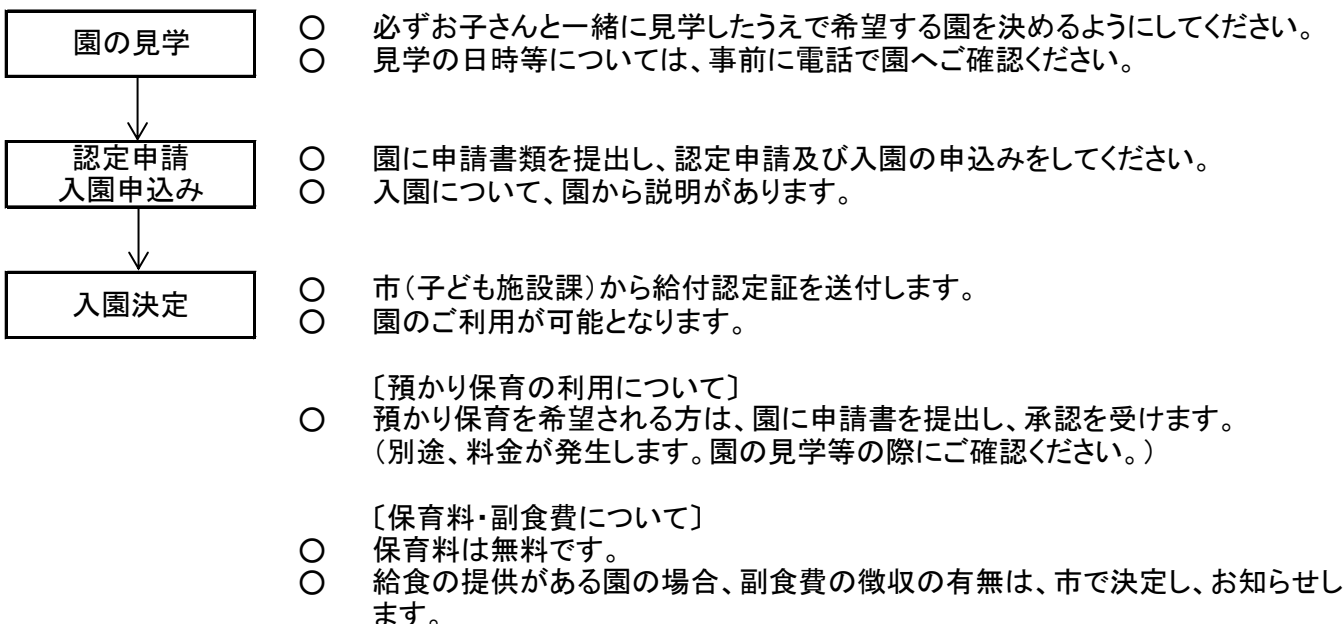 園の見学
○ 必ずお子さんと一緒に見学したうえで希望する園を決めるようにしてください。
○ 見学の日時等については、事前に電話で園へご確認ください。
認定申請
入園申込み
○ 園に申請書類を提出し、認定申請及び入園の申込みをしてください。
○ 入園について、園から説明があります。
入園決定
○ 市(子ども施設課)から給付認定証を送付します。
○ 園のご利用が可能となります。
〔預かり保育の利用について〕
○ 預かり保育を希望される方は、園に申請書を提出し、承認を受けます。
(別途、料金が発生します。園の見学等の際にご確認ください。)
〔保育料・副食費について〕
○ 保育料は無料です。
○ 給食の提供がある園の場合、副食費の徴収の有無は、市で決定し、お知らせし
ます。